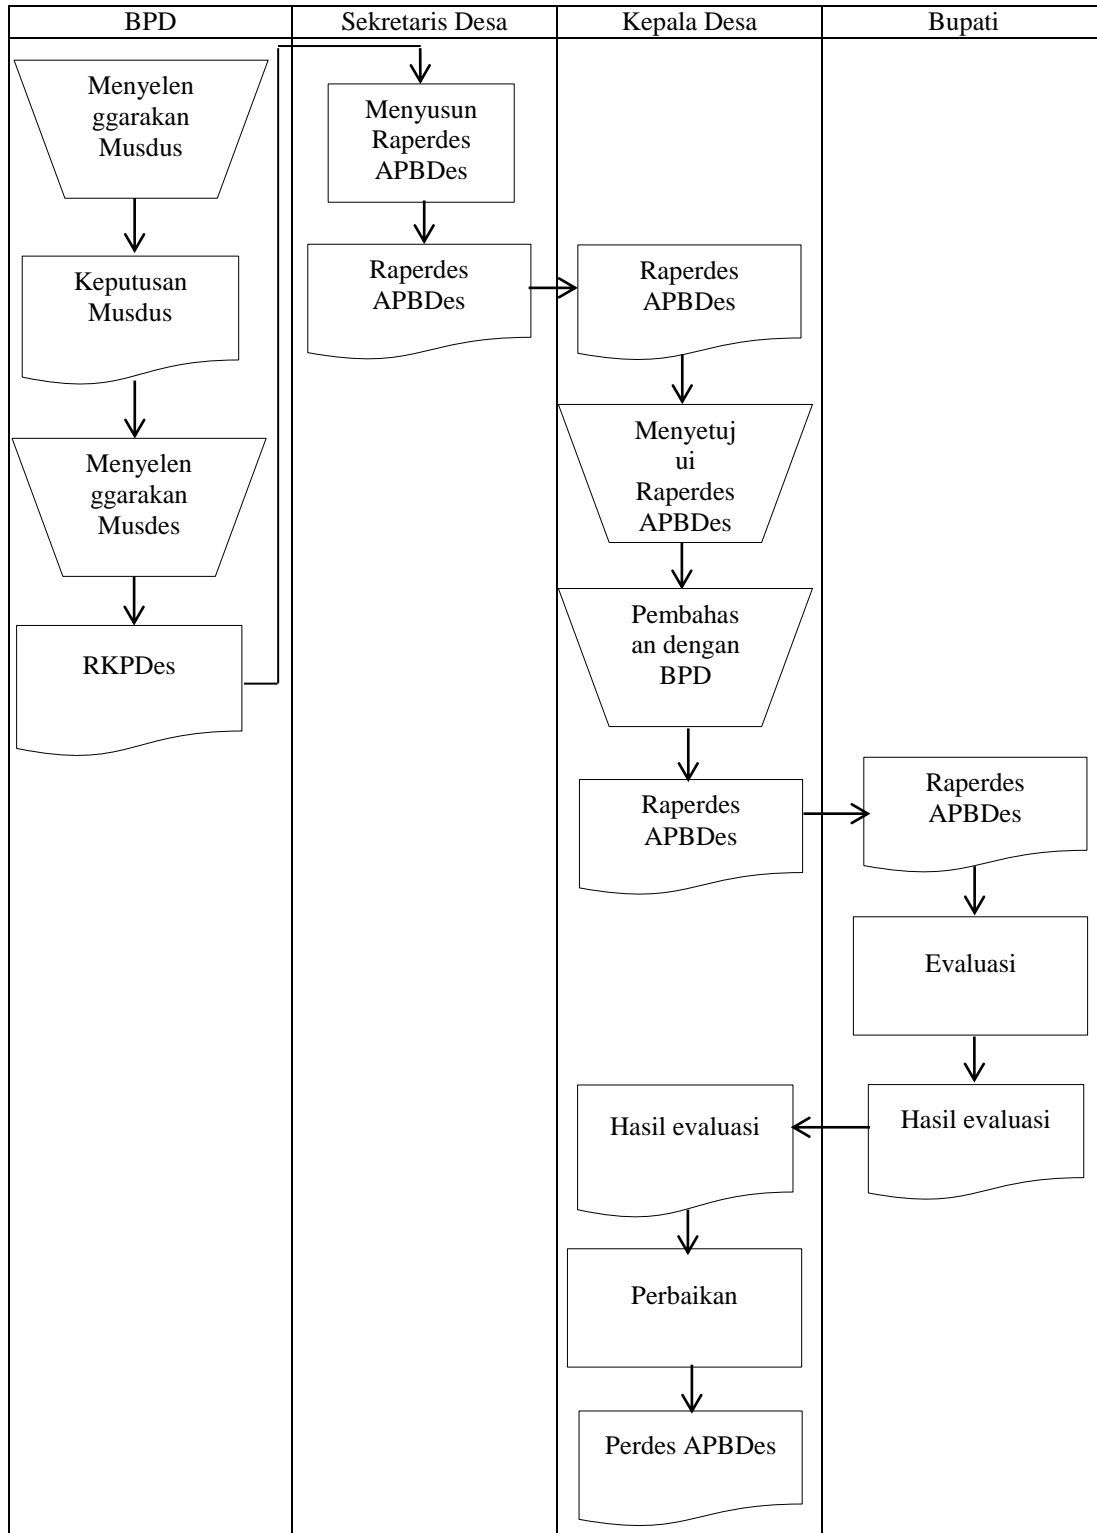 BPD
Sekretaris Desa
Kepala Desa
Bupati
Menyelen
ggarakan
Musdus
Keputusan
Musdus
Menyelen
ggarakan
Musdes
RKPDes
Menyusun
Raperdes
APBDes
Raperdes
APBDes
Raperdes
APBDes
Menyetuj
ui
Raperdes
APBDes
Pembahas
an dengan
BPD
Raperdes
APBDes
Raperdes
APBDes
Evaluasi
Hasil evaluasi
Hasil evaluasi
Perbaikan
Perdes APBDes